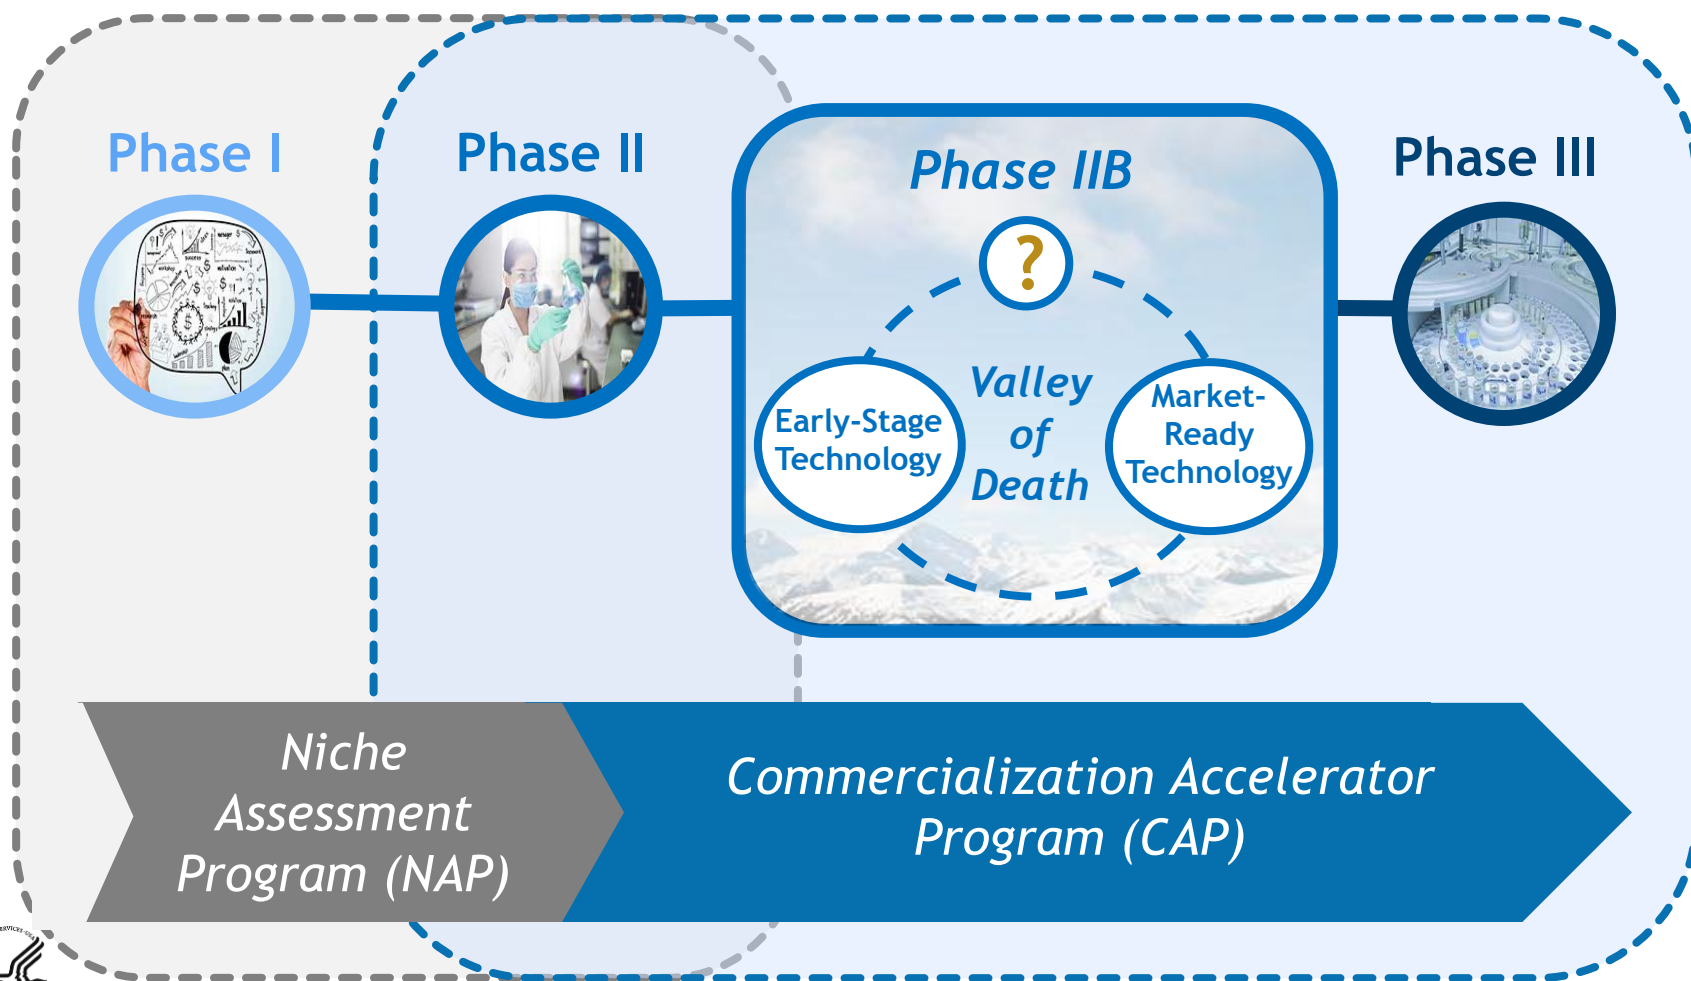 Phase I
Phase II
Phase IIB
Phase III
?
Early-Stage
Technology
Valley
of
Death
Market-
Ready
Technology
Niche
Assessment
Program (NAP)
Commercialization Accelerator
Program (CAP)